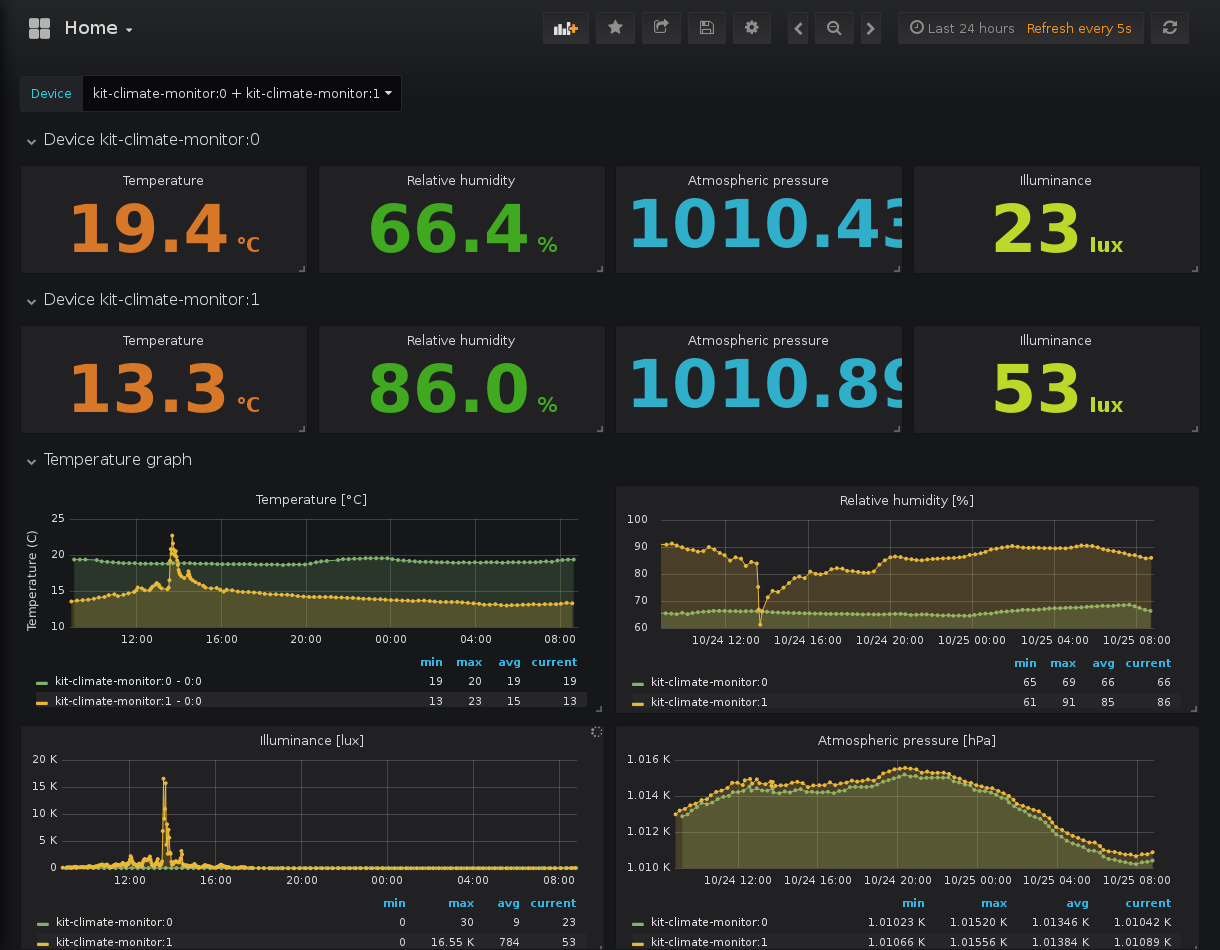 Home
Last 24 hours Refresh every 5s
Device kit-climate-monitor:0 + kit-climate-monitor:1
Device kit-climate-monitor:0
Temperature Relative humidity Atmospheric pressure Illuminance
19.4 °C 66.4 % 1010.43 23 lux
Device kit-climate-monitor:1
Temperature Relative humidity Atmospheric pressure Illuminance
13.3 °C 86.0 % 1010.89 53 lux
Temperature graph
Temperature [°C]
Temperature (C)
25
20
15
10
12:00 16:00 20:00 00:00 04:00 08:00
min max avg current
kit-climate-monitor:0 - 0:0 19 20 19 19
kit-climate-monitor:1 - 0:0 13 23 15 13
Relative humidity [%]
100
90
80
70
60
10/24 12:00 10/24 16:00 10/24 20:00 10/25 00:00 10/25 04:00 10/25 08:00
min max avg current
kit-climate-monitor:0 65 69 66 66
kit-climate-monitor:1 61 91 85 86
Illuminance [lux]
20 K
15 K
10 K
5 K
0
12:00 16:00 20:00 00:00 04:00 08:00
min max avg current
kit-climate-monitor:0 0 30 9 23
kit-climate-monitor:1 0 16.55 K 784 53
Atmospheric pressure [hPa]
1.016 K
1.014 K
1.012 K
1.010 K
10/24 12:00 10/24 16:00 10/24 20:00 10/25 00:00 10/25 04:00 10/25 08:00
min max avg current
kit-climate-monitor:0 1.01023 K 1.01520 K 1.01346 K 1.01042 K
kit-climate-monitor:1 1.01066 K 1.01556 K 1.01384 K 1.01089 K